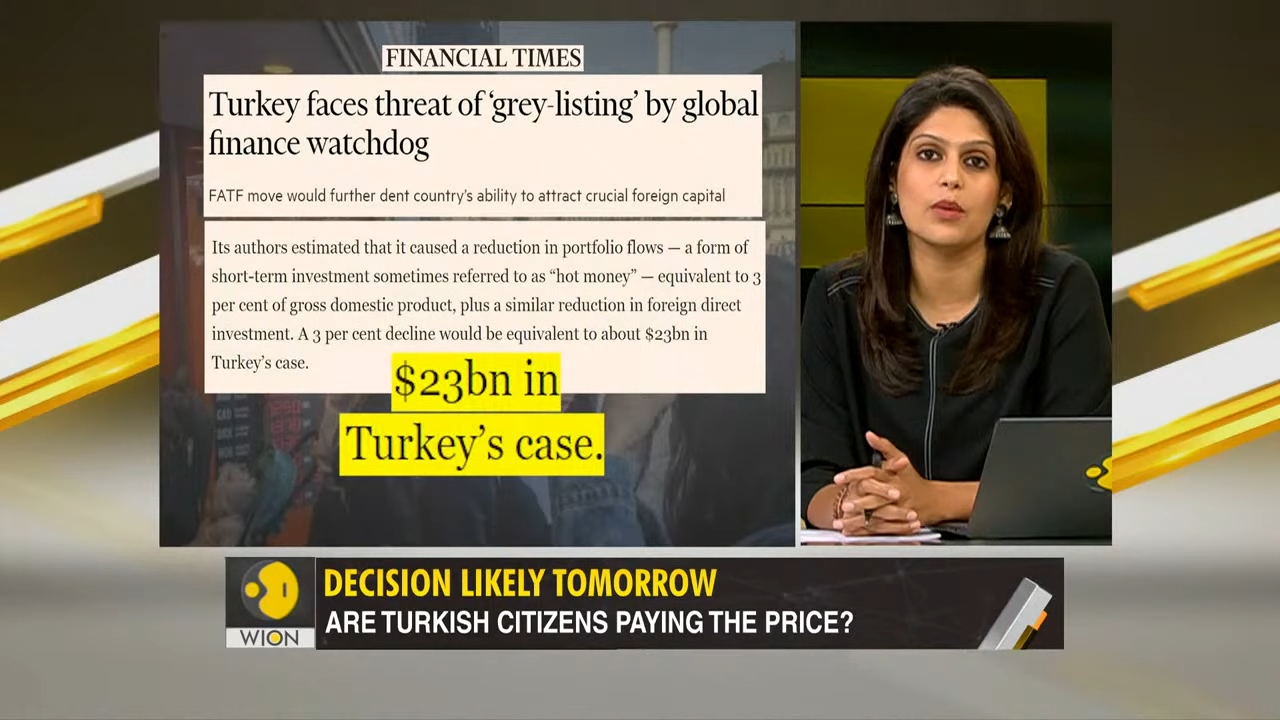 FINANCIAL TIMES
Turkey faces threat of ‘grey-listing’ by global
finance watchdog
FATF move would further dent country’s ability to attract crucial foreign capital
Its authors estimated that it caused a reduction in portfolio flows — a form of
short-term investment sometimes referred to as “hot money” — equivalent to 3
per cent of gross domestic product, plus a similar reduction in foreign direct
investment. A 3 per cent decline would be equivalent to about $23bn in
Turkey’s case.
$23bn in
Turkey’s case.
DECISION LIKELY TOMORROW
ARE TURKISH CITIZENS PAYING THE PRICE?
WION